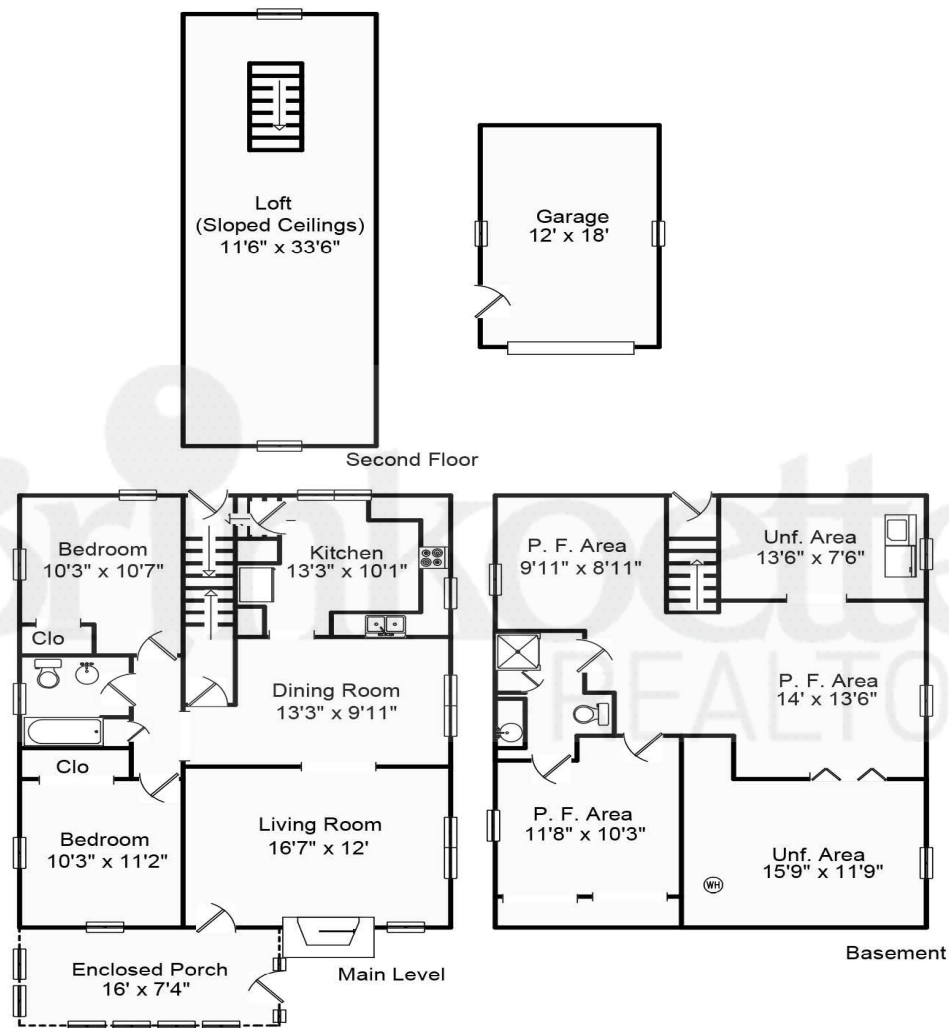 Loft
(Sloped Ceilings)
11'6" x 33'6"
Garage
12' x 18'
Second Floor
Bedroom
10'3" x 10'7"
Clo
Kitchen
13'3" x 10'1"
Dining Room
13'3" x 9'11"
Clo
Bedroom
10'3" x 11'2"
Living Room
16'7" x 12'
Enclosed Porch
16' x 7'4"
Main Level
P. F. Area
9'11" x 8'11"
Unf. Area
13'6" x 7'6"
P. F. Area
14' x 13'6"
P. F. Area
11'8" x 10'3"
Unf. Area
15'9" x 11'9"
WH
Basement
brinkoette
REALTO